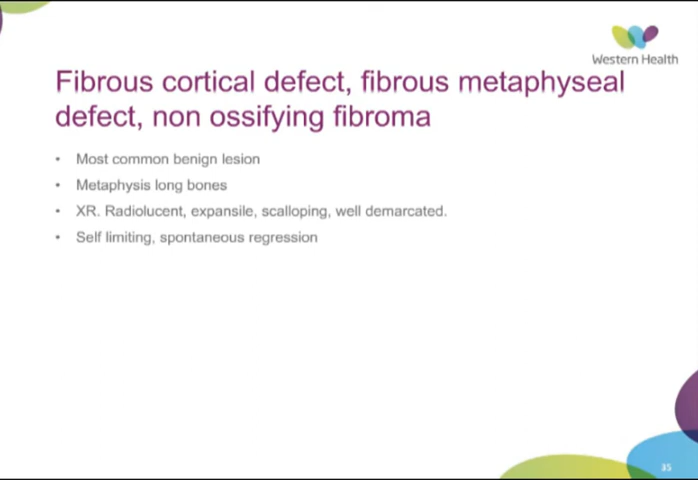 Western Health
Fibrous cortical defect, fibrous metaphyseal
defect, non ossifying fibroma
• Most common benign lesion
• Metaphysis long bones
• XR. Radiolucent, expansile, scalloping, well demarcated.
• Self limiting, spontaneous regression
35